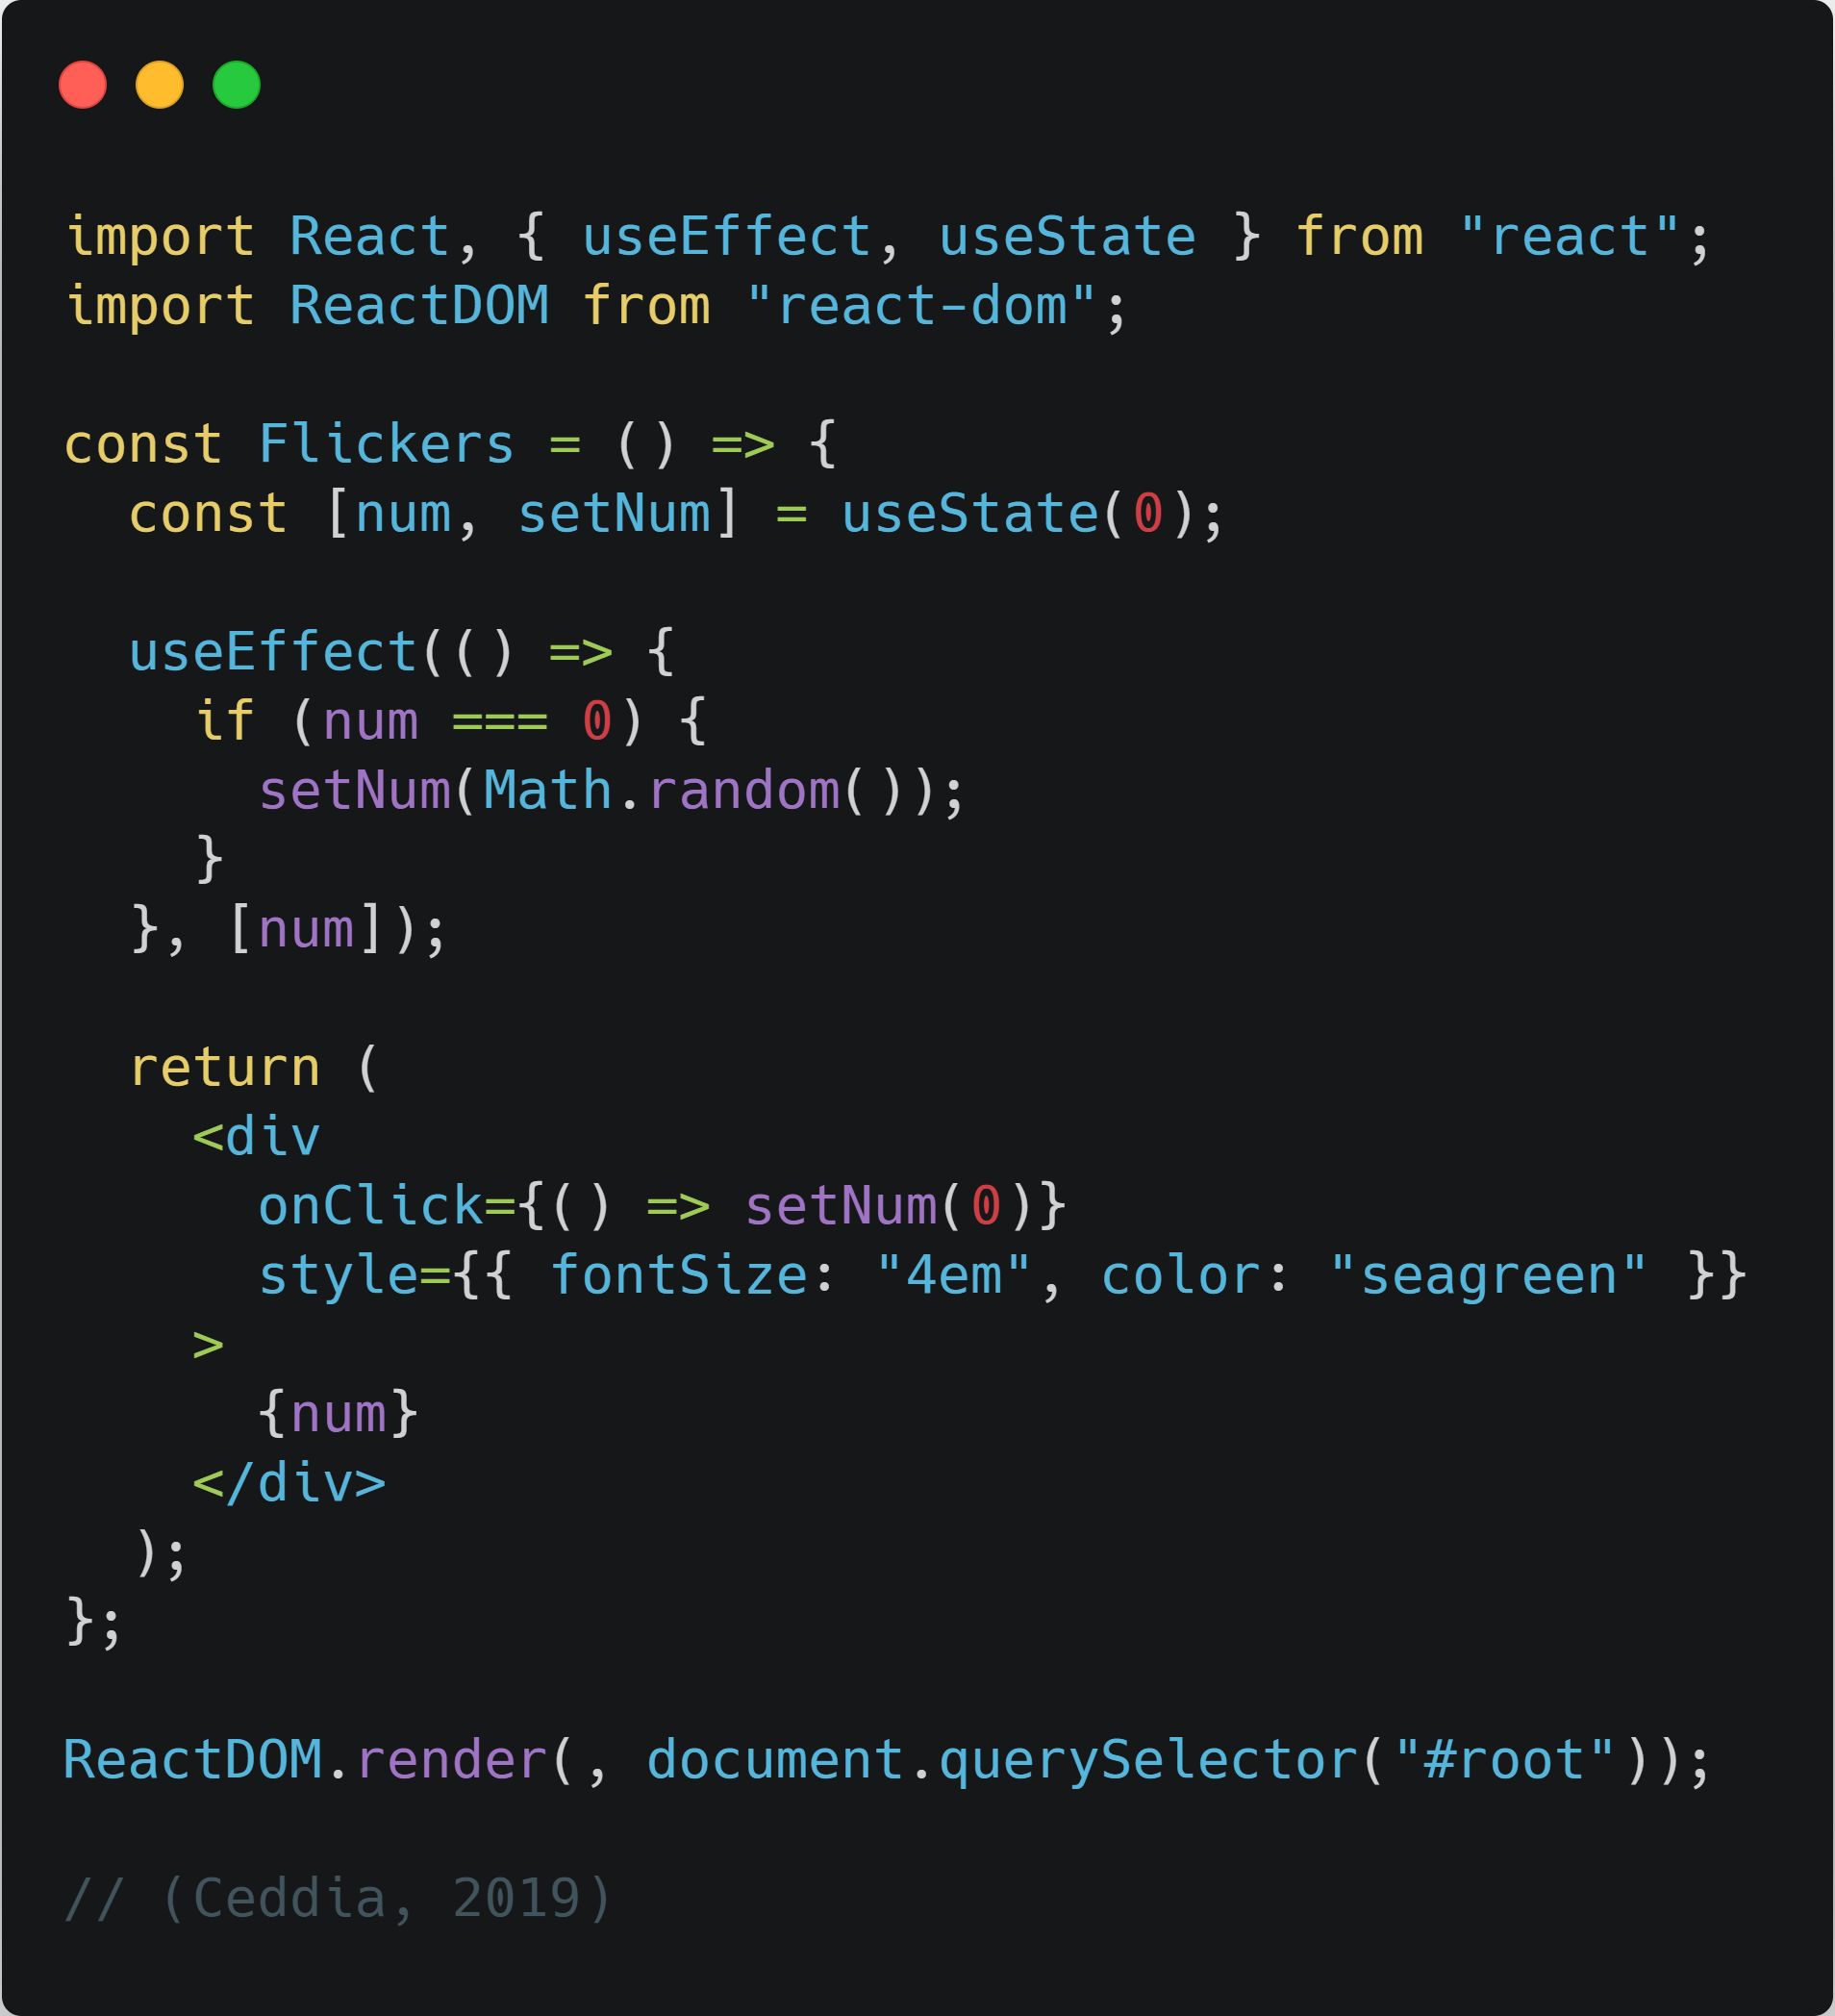 import React, { useEffect, useState } from "react";
import ReactDOM from "react-dom";

const Flickers = () => {
  const [num, setNum] = useState(0);

  useEffect(() => {
    if (num === 0) {
      setNum(Math.random());
    }
  }, [num]);

  return (
    <div
      onClick={() => setNum(0)}
      style={{ fontSize: "4em", color: "seagreen" }}
    >
      {num}
    </div>
  );
};

ReactDOM.render(, document.querySelector("#root"));

// (Ceddia, 2019)